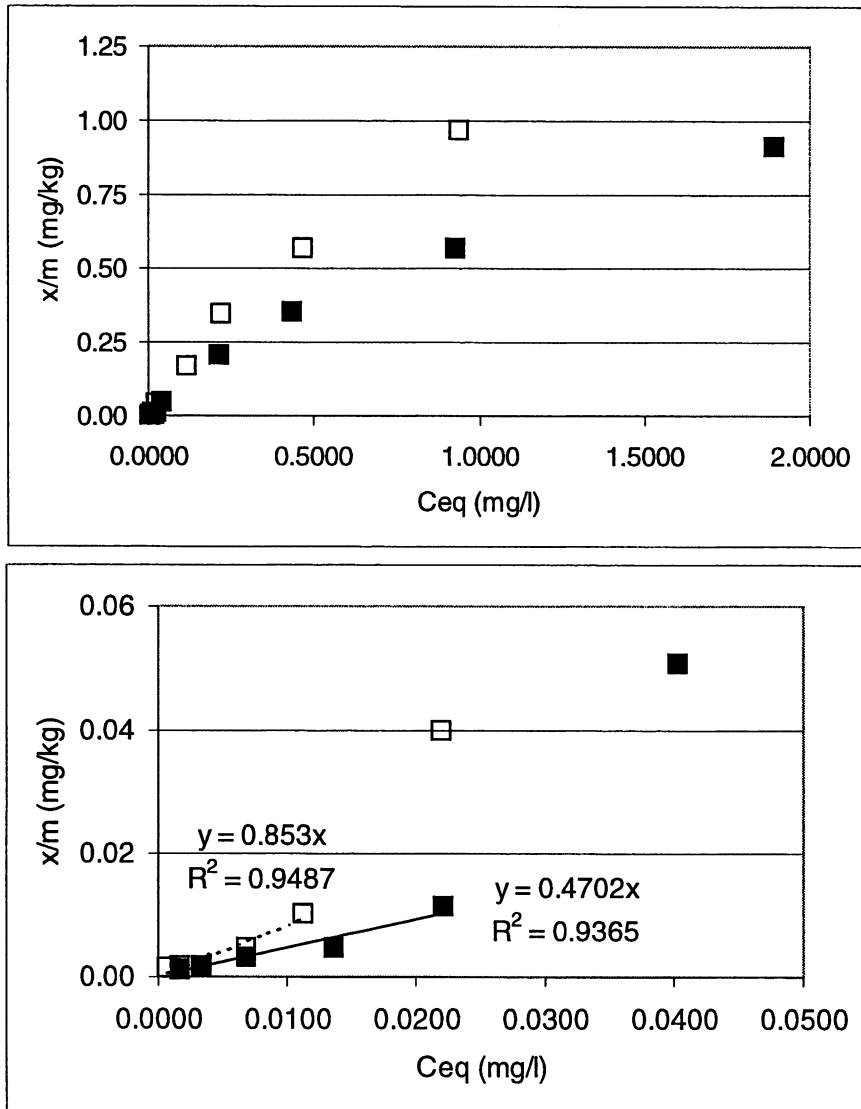 1.25
1.00
0.75
0.50
0.25
0.00
x/m (mg/kg)
0.0000 0.5000 1.0000 1.5000 2.0000
Ceq (mg/l)
0.06
0.04
0.02
0.00
x/m (mg/kg)
y = 0.853x
R² = 0.9487
y = 0.4702x
R² = 0.9365
0.0000 0.0100 0.0200 0.0300 0.0400 0.0500
Ceq (mg/l)